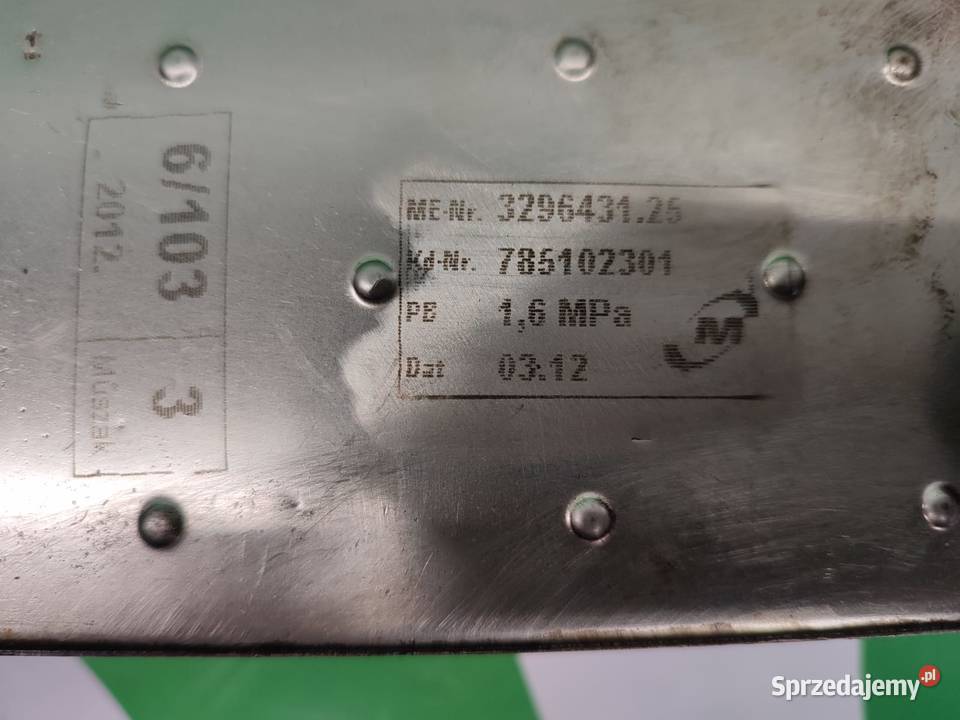 6/103
2012.
3
Műszak
ME-Nr. 3296431.25
Kd-Nr. 785102301
PB 1,6 MPa
Dat 03.12
M
Sprzedajemy.pl